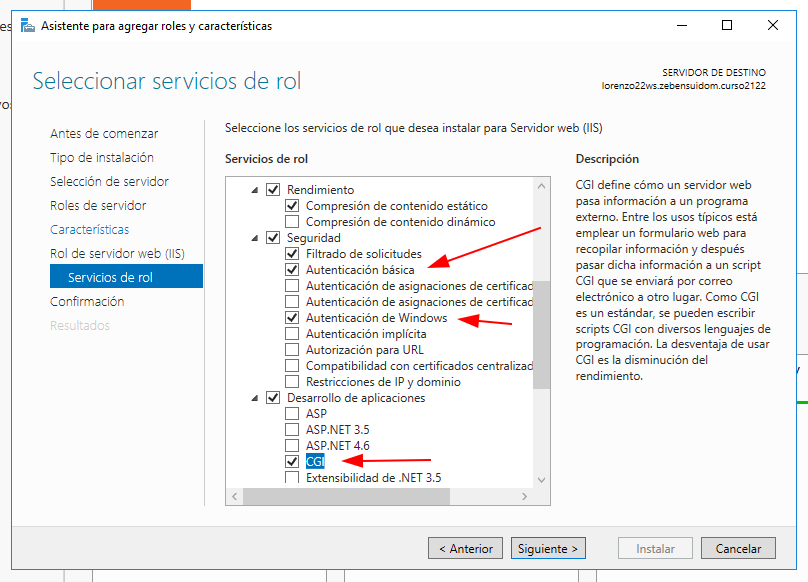 Asistente para agregar roles y características
Seleccionar servicios de rol
SERVIDOR DE DESTINO
lorenzo22ws.zebensuidom.curso2122
Antes de comenzar
Tipo de instalación
Selección de servidor
Roles de servidor
Características
Rol de servidor web (IIS)
Servicios de rol
Confirmación
Resultados
Seleccione los servicios de rol que desea instalar para Servidor web (IIS)
Servicios de rol
Rendimiento
Compresión de contenido estático
Compresión de contenido dinámico
Seguridad
Filtrado de solicitudes
Autenticación básica
Autenticación de asignaciones de certificad
Autenticación de asignaciones de certificad
Autenticación de Windows
Autenticación implícita
Autorización para URL
Compatibilidad con certificados centralizad
Restricciones de IP y dominio
Desarrollo de aplicaciones
ASP
ASP.NET 3.5
ASP.NET 4.6
CGI
Extensibilidad de .NET 3.5
Descripción
CGI define cómo un servidor web
pasa información a un programa
externo. Entre los usos típicos está
emplear un formulario web para
recopilar información y después
pasar dicha información a un script
CGI que se enviará por correo
electrónico a otro lugar. Como CGI
es un estándar, se pueden escribir
scripts CGI con diversos lenguajes de
programación. La desventaja de usar
CGI es la disminución del
rendimiento.
< Anterior
Siguiente >
Instalar
Cancelar